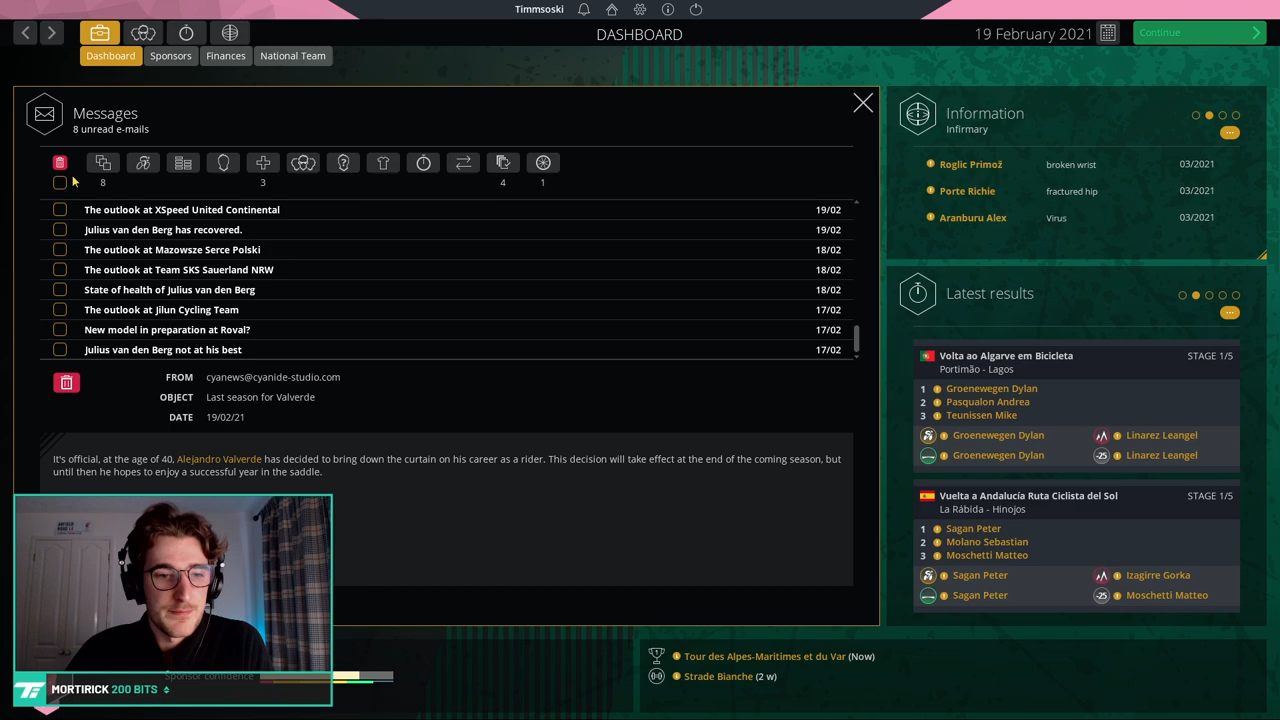 Timmsoski
DASHBOARD
19 February 2021
Continue
Dashboard
Sponsors
Finances
National Team
Messages
8 unread e-mails
8
3
4
1
The outlook at XSpeed United Continental 19/02
Julius van den Berg has recovered. 19/02
The outlook at Mazowsze Serce Polski 18/02
The outlook at Team SKS Sauerland NRW 18/02
State of health of Julius van den Berg 18/02
The outlook at Jilun Cycling Team 17/02
New model in preparation at Roval? 17/02
Julius van den Berg not at his best 17/02
FROM cyanews@cyanide-studio.com
OBJECT Last season for Valverde
DATE 19/02/21
It's official, at the age of 40, Alejandro Valverde has decided to bring down the curtain on his career as a rider. This decision will take effect at the end of the coming season, but
until then he hopes to enjoy a successful year in the saddle.
Information
Infirmary
Roglic Primož broken wrist 03/2021
Porte Richie fractured hip 03/2021
Aranburu Alex Virus 03/2021
Latest results
Volta ao Algarve em Bicicleta STAGE 1/5
Portimão - Lagos
1 Groenewegen Dylan
2 Pasqualon Andrea
3 Teunissen Mike
Groenewegen Dylan Linarez Leangel
Groenewegen Dylan -25 Linarez Leangel
Vuelta a Andalucía Ruta Ciclista del Sol STAGE 1/5
La Rábida - Hinojos
1 Sagan Peter
2 Molano Sebastian
3 Moschetti Matteo
Sagan Peter Izagirre Gorka
Sagan Peter -25 Moschetti Matteo
Sponsor confidence
Tour des Alpes-Maritimes et du Var (Now)
Strade Bianche (2 w)
MORTIRICK 200 BITS